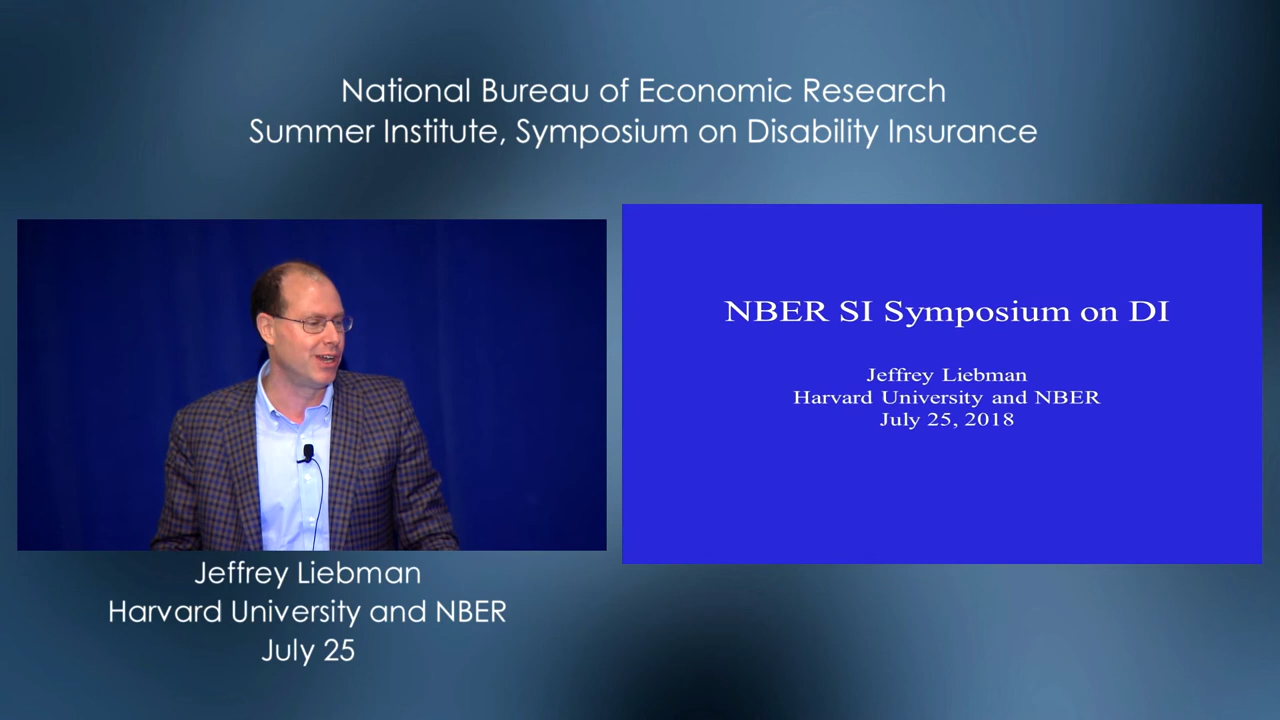 National Bureau of Economic Research
Summer Institute, Symposium on Disability Insurance
NBER SI Symposium on DI
Jeffrey Liebman
Harvard University and NBER
July 25, 2018
Jeffrey Liebman
Harvard University and NBER
July 25